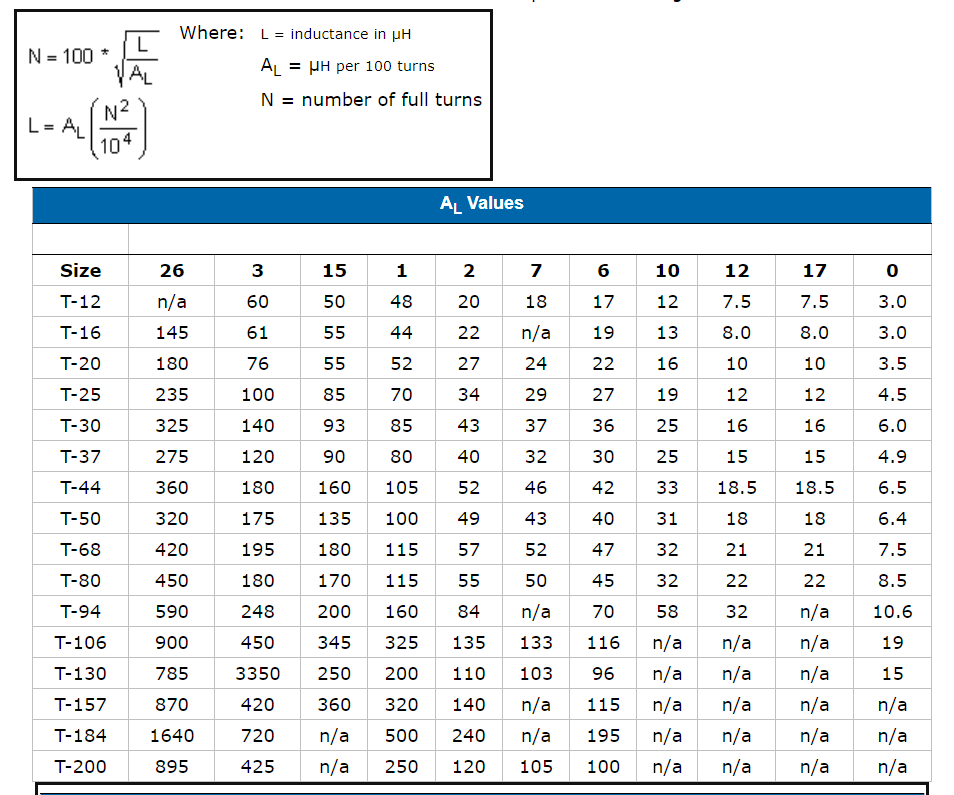 N = 100 * √ L / AL
Where: L = inductance in µH
AL = µH per 100 turns
N = number of full turns
L = AL ( N² / 10⁴ )
AL Values
Size 26 3 15 1 2 7 6 10 12 17 0
T-12 n/a 60 50 48 20 18 17 12 7.5 7.5 3.0
T-16 145 61 55 44 22 n/a 19 13 8.0 8.0 3.0
T-20 180 76 55 52 27 24 22 16 10 10 3.5
T-25 235 100 85 70 34 29 27 19 12 12 4.5
T-30 325 140 93 85 43 37 36 25 16 16 6.0
T-37 275 120 90 80 40 32 30 25 15 15 4.9
T-44 360 180 160 105 52 46 42 33 18.5 18.5 6.5
T-50 320 175 135 100 49 43 40 31 18 18 6.4
T-68 420 195 180 115 57 52 47 32 21 21 7.5
T-80 450 180 170 115 55 50 45 32 22 22 8.5
T-94 590 248 200 160 84 n/a 70 58 32 n/a 10.6
T-106 900 450 345 325 135 133 116 n/a n/a n/a 19
T-130 785 3350 250 200 110 103 96 n/a n/a n/a 15
T-157 870 420 360 320 140 n/a 115 n/a n/a n/a n/a
T-184 1640 720 n/a 500 240 n/a 195 n/a n/a n/a n/a
T-200 895 425 n/a 250 120 105 100 n/a n/a n/a n/a